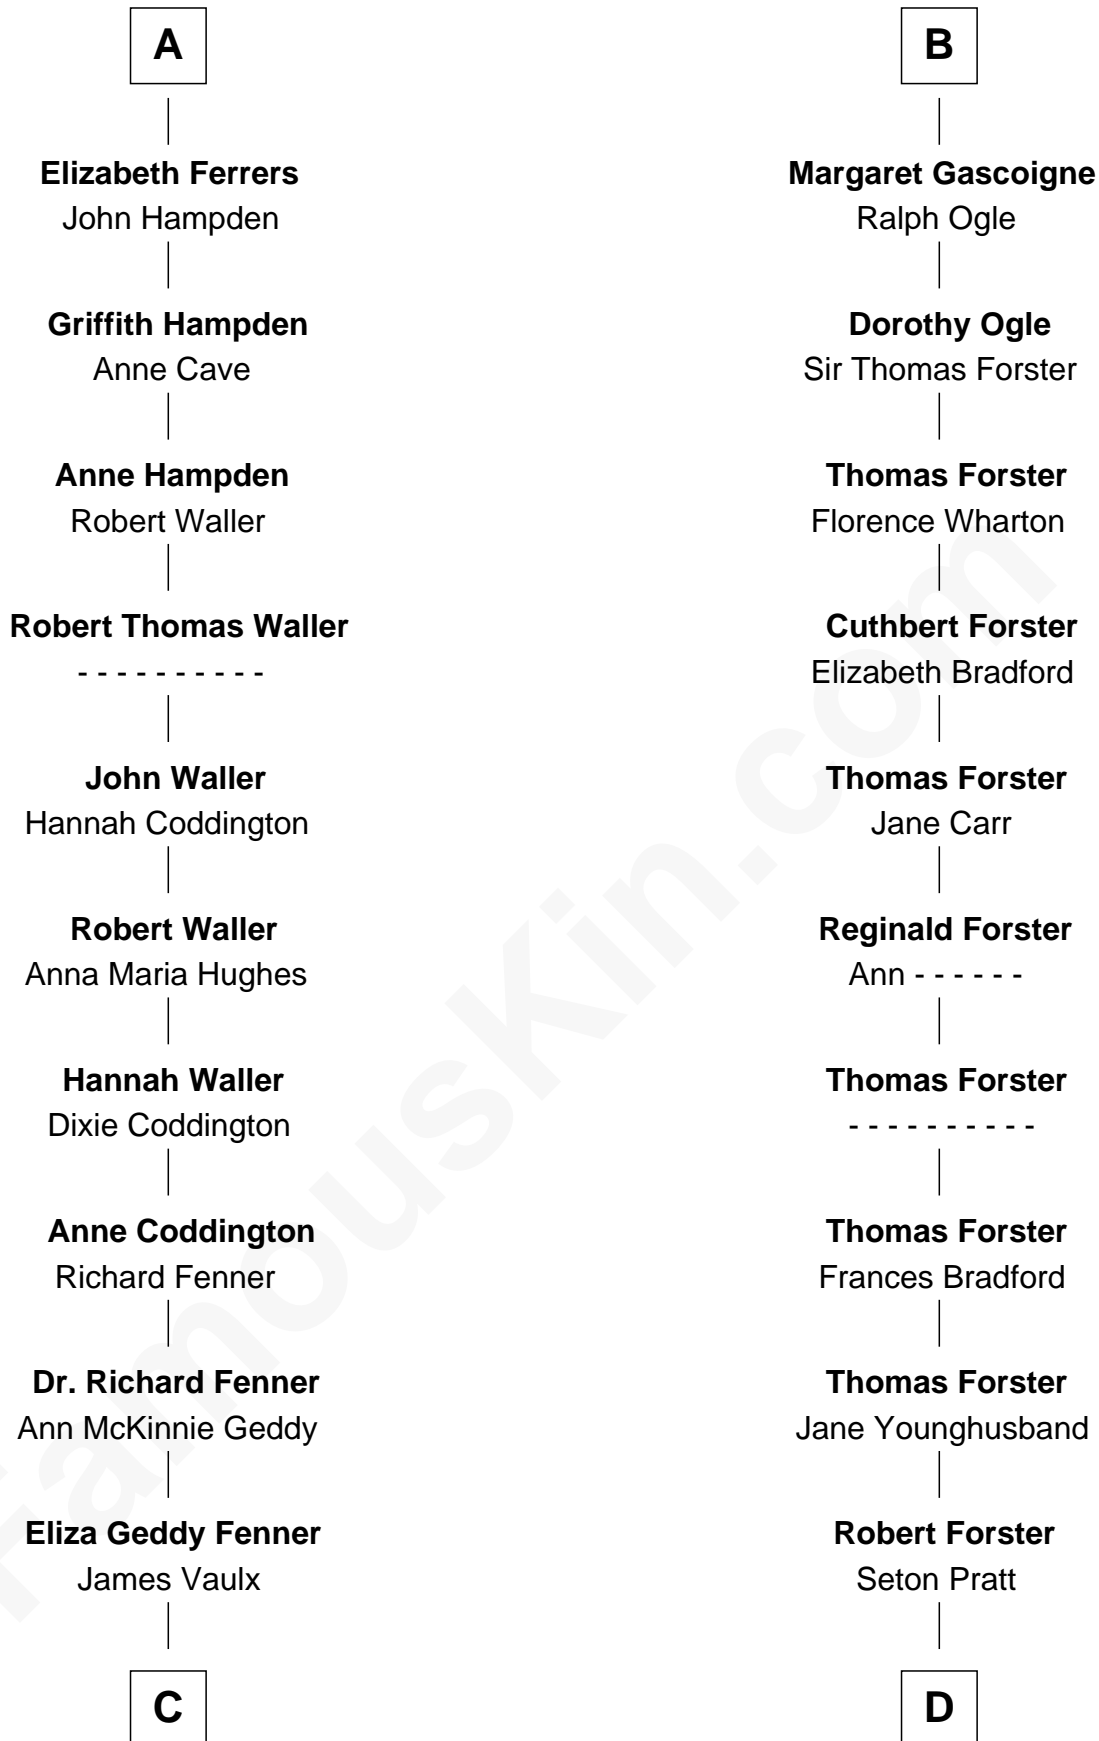 A
Elizabeth Ferrers
John Hampden
Griffith Hampden
Anne Cave
Anne Hampden
Robert Waller
Robert Thomas Waller
- - - - - - - - - -
John Waller
Hannah Coddington
Robert Waller
Anna Maria Hughes
Hannah Waller
Dixie Coddington
Anne Coddington
Richard Fenner
Dr. Richard Fenner
Ann McKinnie Geddy
Eliza Geddy Fenner
James Vaulx
C
B
Margaret Gascoigne
Ralph Ogle
Dorothy Ogle
Sir Thomas Forster
Thomas Forster
Florence Wharton
Cuthbert Forster
Elizabeth Bradford
Thomas Forster
Jane Carr
Reginald Forster
Ann - - - - - -
Thomas Forster
- - - - - - - - - -
Thomas Forster
Frances Bradford
Thomas Forster
Jane Younghusband
Robert Forster
Seton Pratt
D
FamousKin.com